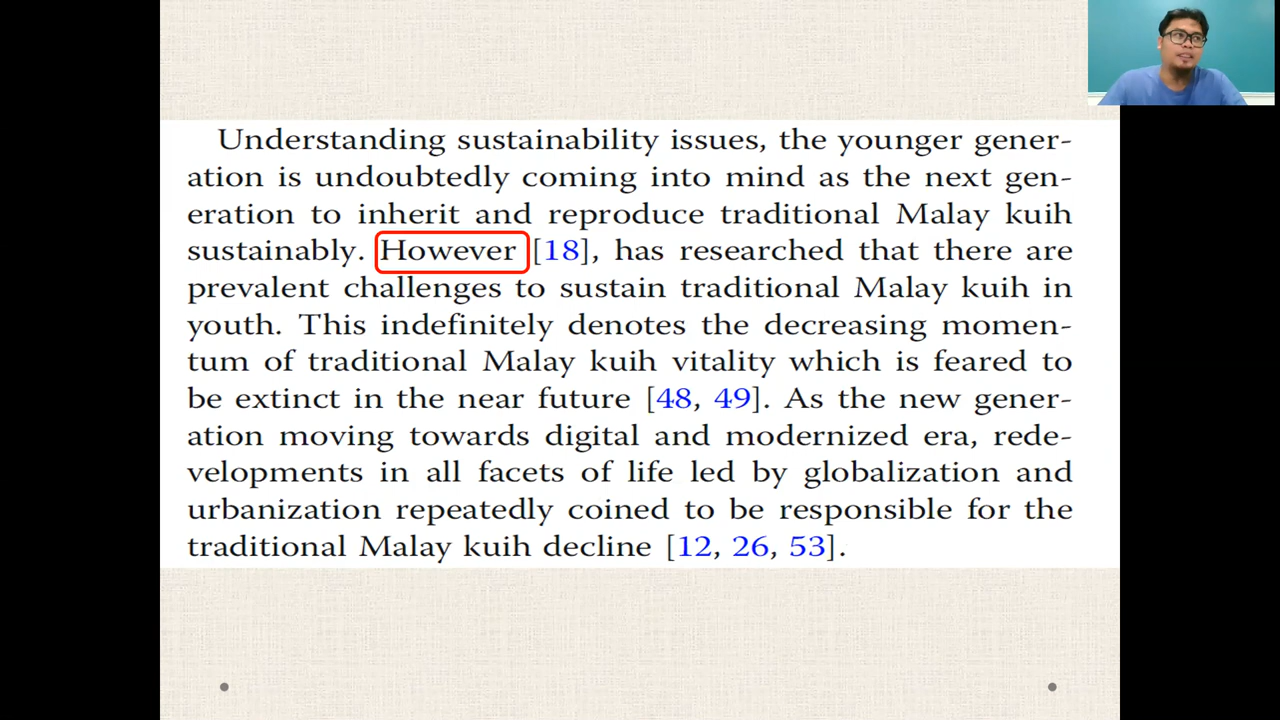 Understanding sustainability issues, the younger gener-
ation is undoubtedly coming into mind as the next gen-
eration to inherit and reproduce traditional Malay kuih
sustainably. However [18], has researched that there are
prevalent challenges to sustain traditional Malay kuih in
youth. This indefinitely denotes the decreasing momen-
tum of traditional Malay kuih vitality which is feared to
be extinct in the near future [48, 49]. As the new gener-
ation moving towards digital and modernized era, rede-
velopments in all facets of life led by globalization and
urbanization repeatedly coined to be responsible for the
traditional Malay kuih decline [12, 26, 53].